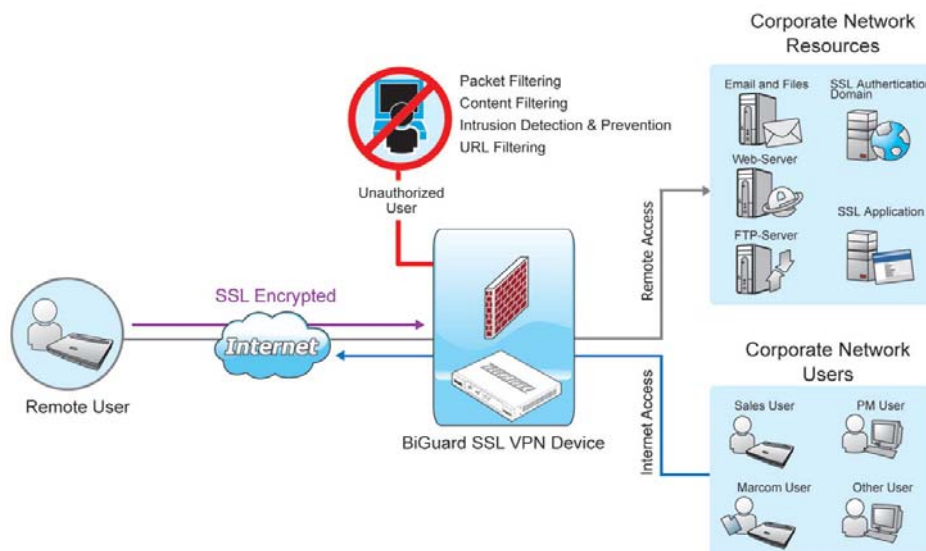 Corporate Network
Resources
Packet Filtering
Content Filtering
Intrusion Detection & Prevention
URL Filtering
Unauthorized
User
Email and Files
SSL Authertication
Domain
Web-Server
FTP-Server
SSL Application
Remote Access
SSL Encrypted
Internet
Remote User
BiGuard SSL VPN Device
Internet Access
Corporate Network
Users
Sales User
PM User
Marcom User
Other User